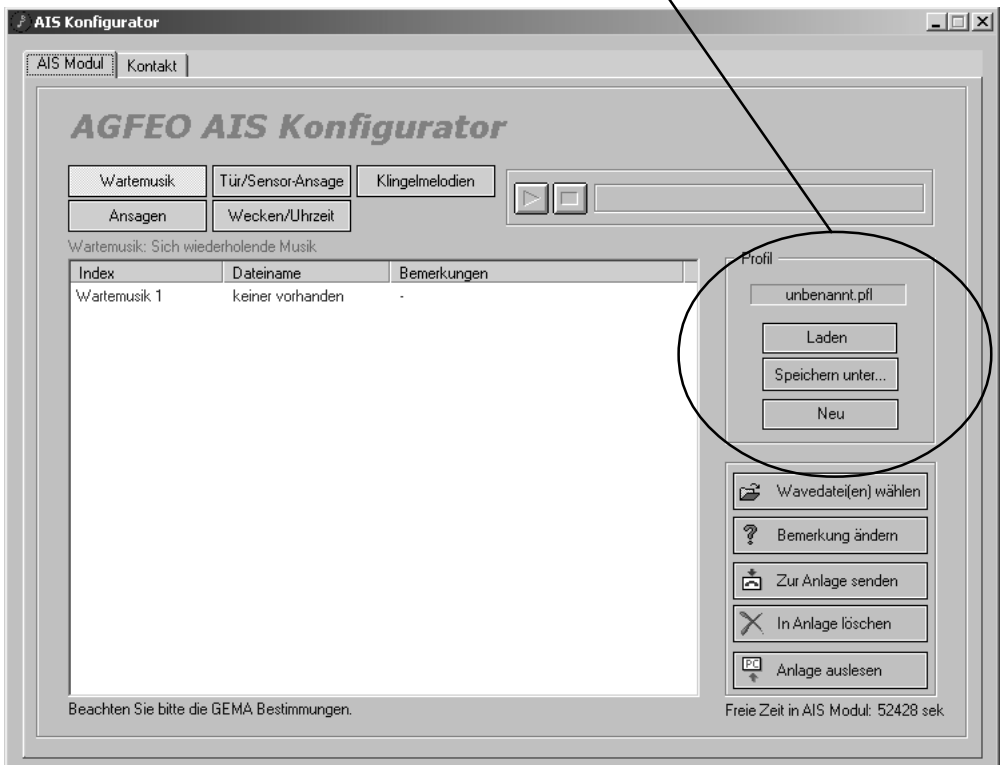 AIS Konfigurator
AIS Modul Kontakt
AGFEO AIS Konfigurator
Wartemusik Tür/Sensor-Ansage Klingelmelodien
Ansagen Wecken/Uhrzeit
Wartemusik: Sich wiederholende Musik
Index Dateiname Bemerkungen
Wartemusik 1 keiner vorhanden -
Profil
unbenannt.pfl
Laden
Speichern unter...
Neu
Wavedatei(en) wählen
Bemerkung ändern
Zur Anlage senden
In Anlage löschen
PC Anlage auslesen
Beachten Sie bitte die GEMA Bestimmungen.
Freie Zeit in AIS Modul: 52428 sek